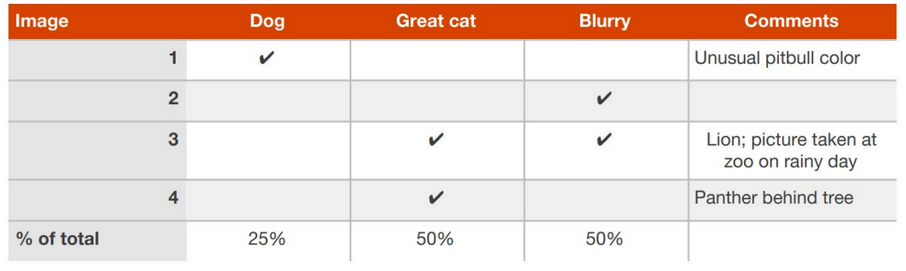 Image Dog Great cat Blurry Comments
1 ✔ Unusual pitbull color
2 ✔
3 ✔ ✔ Lion; picture taken at
zoo on rainy day
4 ✔ Panther behind tree
% of total 25% 50% 50%